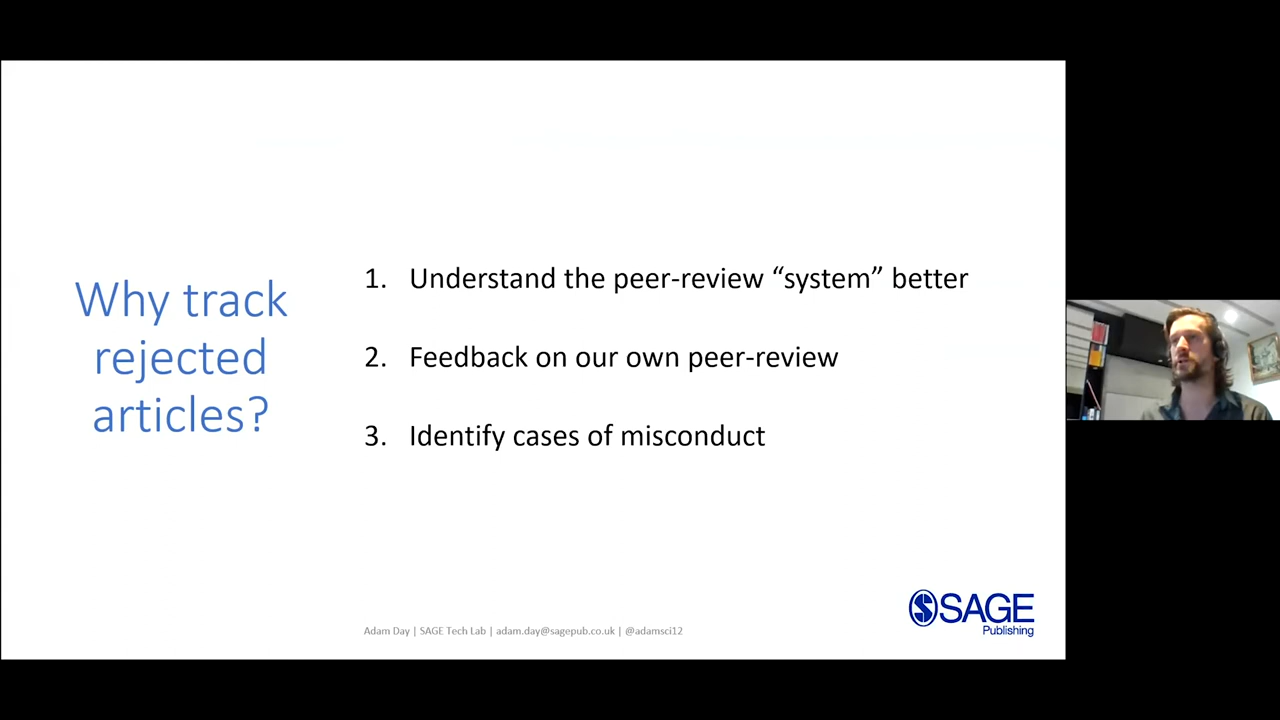 Why track
rejected
articles?
1. Understand the peer-review “system” better
2. Feedback on our own peer-review
3. Identify cases of misconduct
SAGE
Publishing
Adam Day | SAGE Tech Lab | adam.day@sagepub.co.uk | @adamsci12